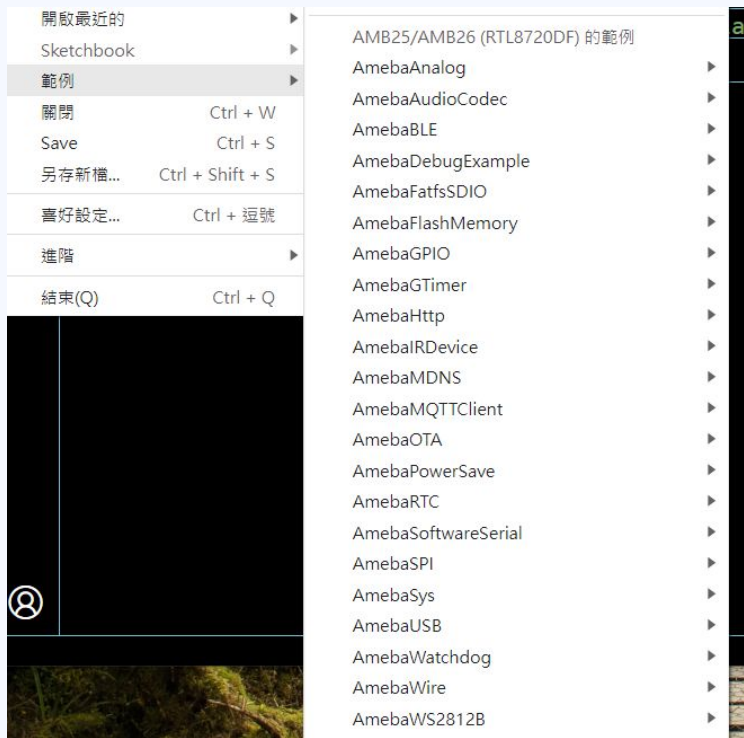 開啟最近的
Sketchbook
範例
關閉 Ctrl + W
Save Ctrl + S
另存新檔... Ctrl + Shift + S
喜好設定... Ctrl + 逗號
進階
結束(Q) Ctrl + Q
AMB25/AMB26 (RTL8720DF) 的範例
AmebaAnalog
AmebaAudioCodec
AmebaBLE
AmebaDebugExample
AmebaFatfsSDIO
AmebaFlashMemory
AmebaGPIO
AmebaGTimer
AmebaHttp
AmebaIRDevice
AmebaMDNS
AmebaMQTTClient
AmebaOTA
AmebaPowerSave
AmebaRTC
AmebaSoftwareSerial
AmebaSPI
AmebaSys
AmebaUSB
AmebaWatchdog
AmebaWire
AmebaWS2812B
a